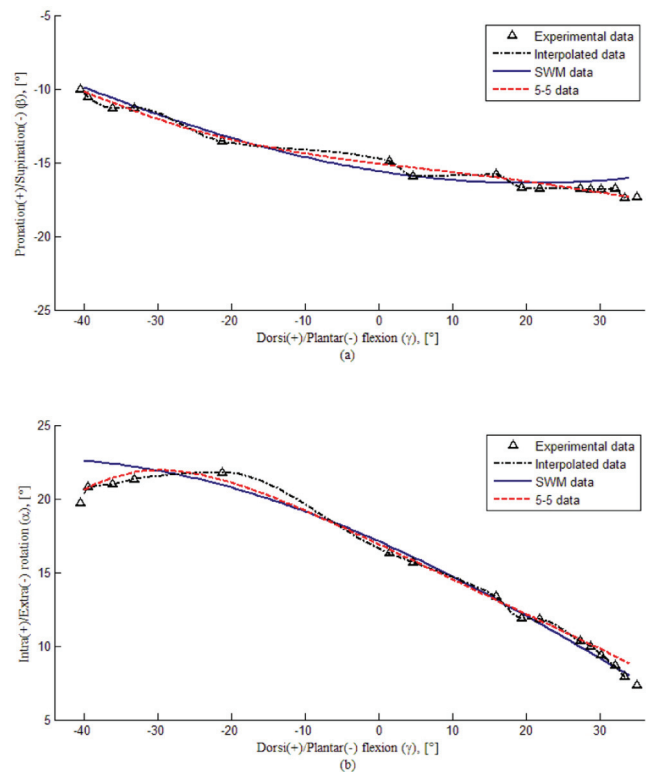 -5
-10
-15
-20
-25
Pronation(+)/Supination(-) (β), [°]
Experimental data
Interpolated data
SWM data
5-5 data
-40 -30 -20 -10 0 10 20 30
Dorsi(+)/Plantar(-) flexion (γ), [°]
(a)
25
20
15
10
5
Intra(+)/Extra(-) rotation (α), [°]
Experimental data
Interpolated data
SWM data
5-5 data
-40 -30 -20 -10 0 10 20 30
Dorsi(+)/Plantar(-) flexion (γ), [°]
(b)